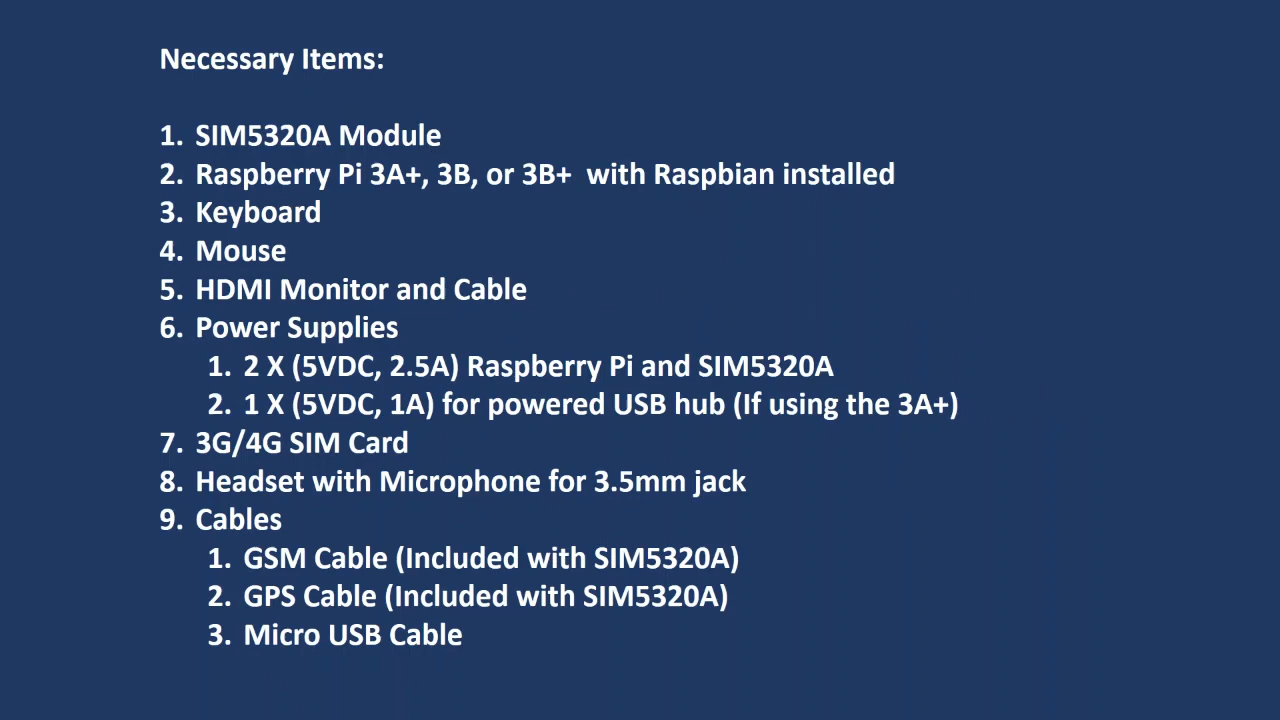 Necessary Items:
1. SIM5320A Module
2. Raspberry Pi 3A+, 3B, or 3B+  with Raspbian installed
3. Keyboard
4. Mouse
5. HDMI Monitor and Cable
6. Power Supplies
1. 2 X (5VDC, 2.5A) Raspberry Pi and SIM5320A
2. 1 X (5VDC, 1A) for powered USB hub (If using the 3A+)
7. 3G/4G SIM Card
8. Headset with Microphone for 3.5mm jack
9. Cables
1. GSM Cable (Included with SIM5320A)
2. GPS Cable (Included with SIM5320A)
3. Micro USB Cable